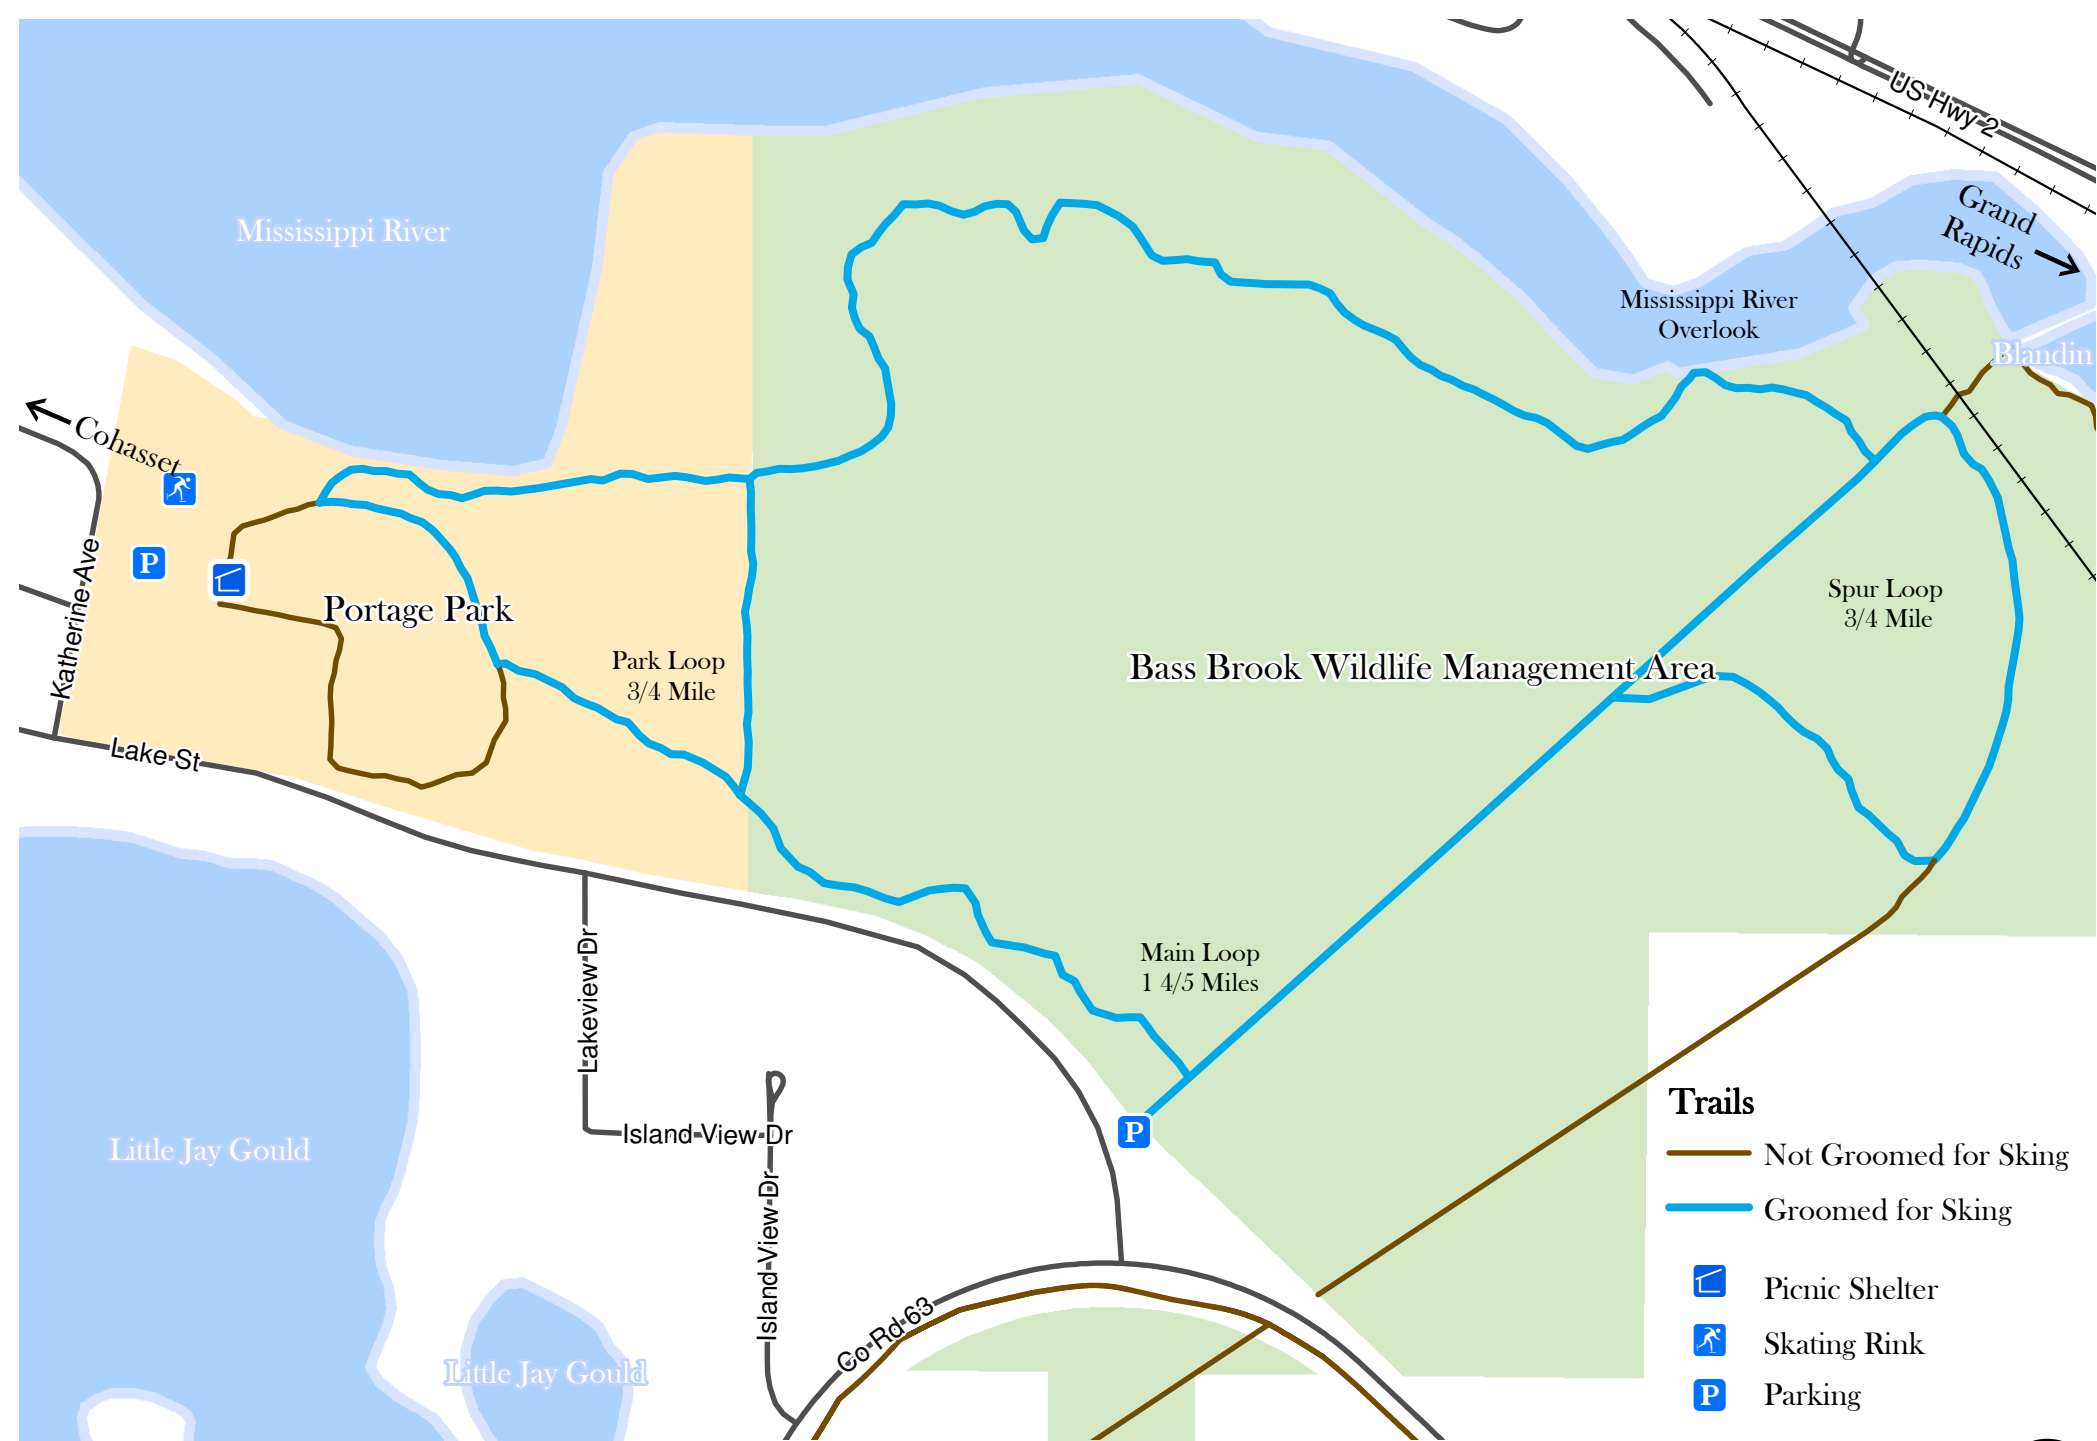 US Hwy 2
Grand
Rapids
Mississippi River
Mississippi River
Overlook
Blandin
Cohasset
P
Katherine Ave
Portage Park
Spur Loop
3/4 Mile
Park Loop
3/4 Mile
Bass Brook Wildlife Management Area
Lake St
Main Loop
1 4/5 Miles
Lakeview Dr
Island View Dr
P
Little Jay Gould
Island View Dr
Co Rd 63
Little Jay Gould
Trails
Not Groomed for Sking
Groomed for Sking
Picnic Shelter
Skating Rink
P Parking